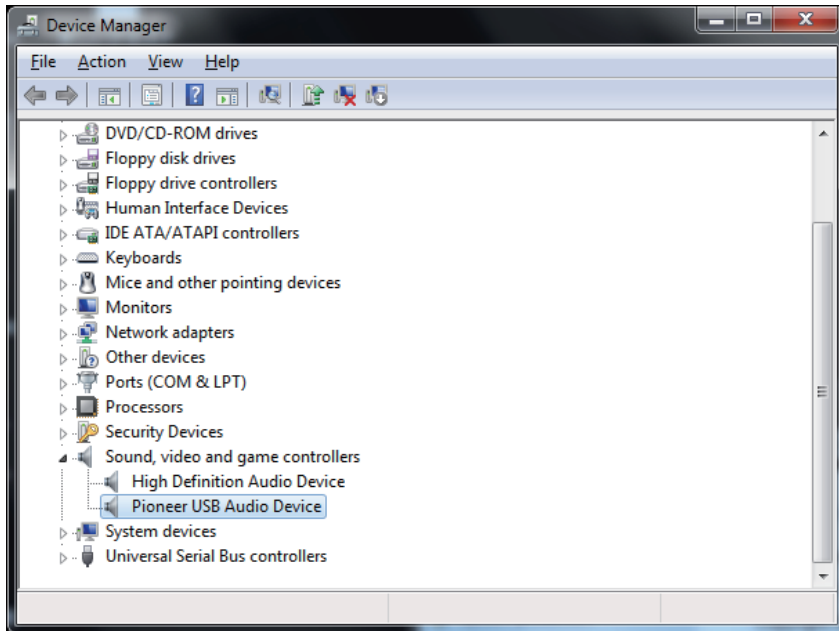 Device Manager
File Action View Help
DVD/CD-ROM drives
Floppy disk drives
Floppy drive controllers
Human Interface Devices
IDE ATA/ATAPI controllers
Keyboards
Mice and other pointing devices
Monitors
Network adapters
Other devices
Ports (COM & LPT)
Processors
Security Devices
Sound, video and game controllers
High Definition Audio Device
Pioneer USB Audio Device
System devices
Universal Serial Bus controllers